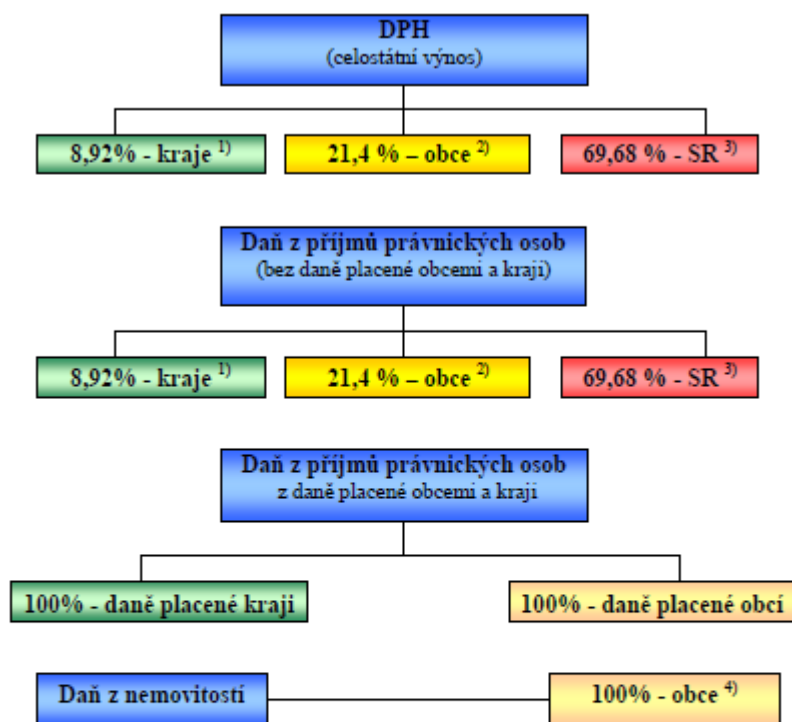 DPH
(celostátní výnos)
8,92% - kraje 1)
21,4 % – obce 2)
69,68 % - SR 3)
Daň z příjmů právnických osob
(bez daně placené obcemi a kraji)
8,92% - kraje 1)
21,4 % – obce 2)
69,68 % - SR 3)
Daň z příjmů právnických osob
z daně placené obcemi a kraji
100% - daně placené kraji
100% - daně placené obcí
Daň z nemovitostí
100% - obce 4)